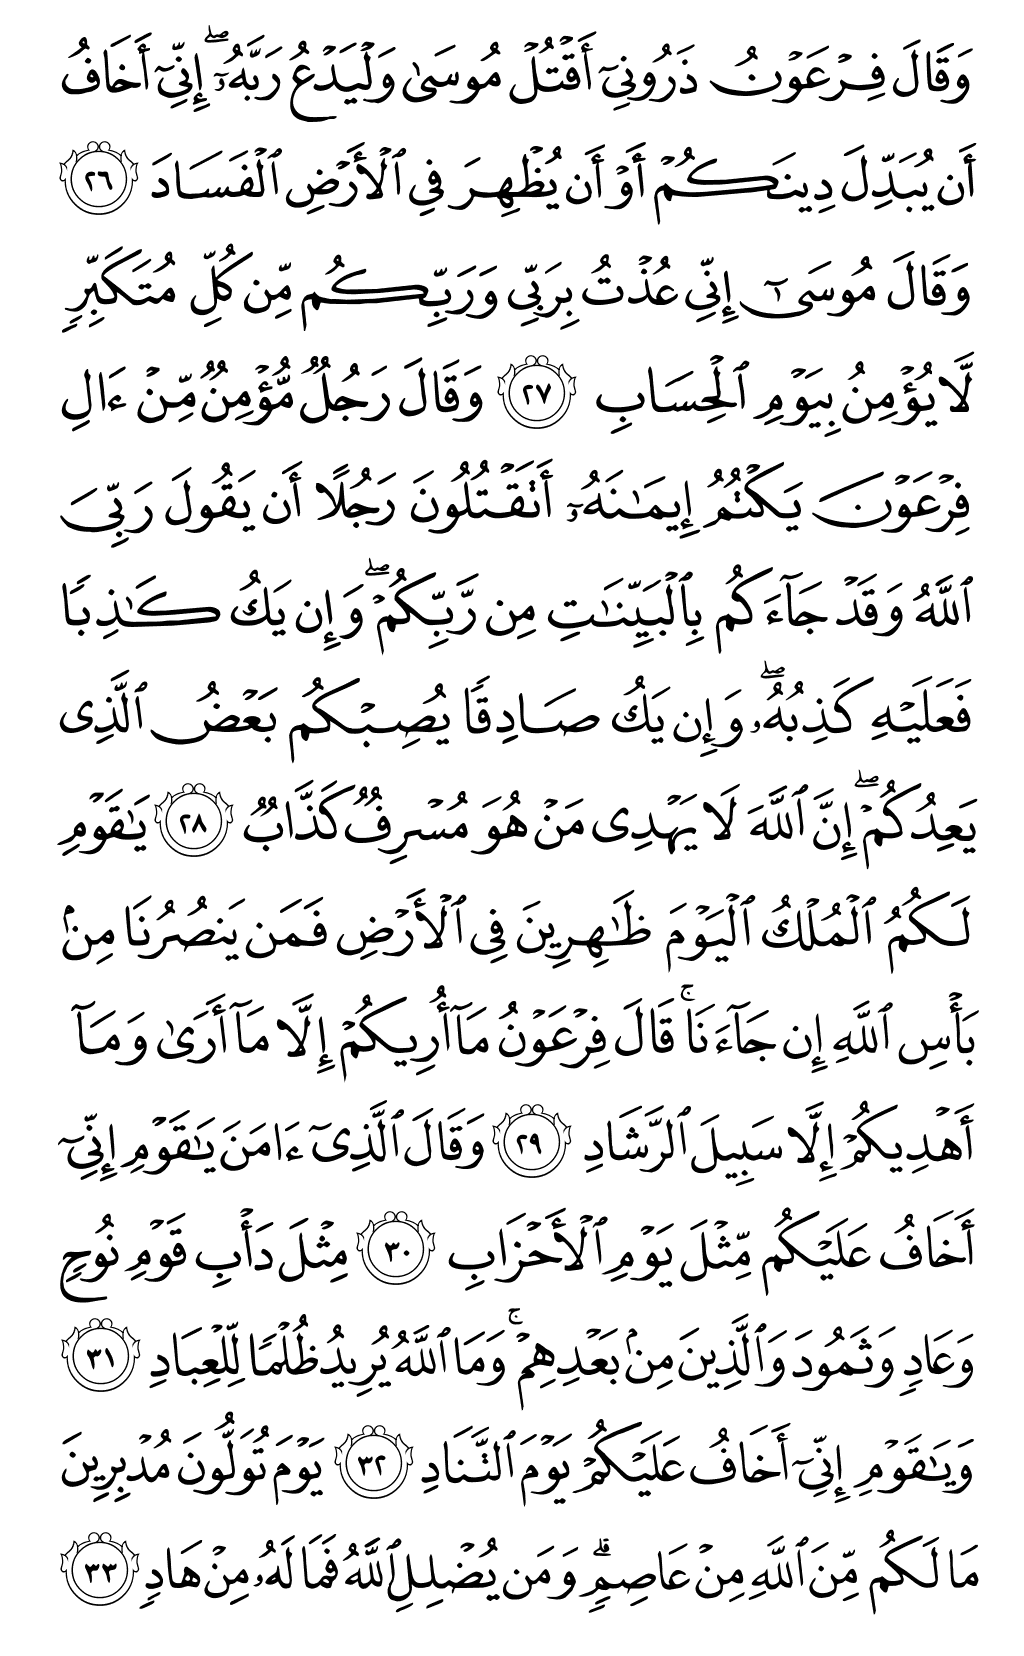 وَقَالَ فِرۡعَوۡنُ ذَرُونِيٓ أَقۡتُلۡ مُوسَىٰ وَلۡيَدۡعُ رَبَّهُۥٓۖ إِنِّيٓ أَخَافُ
أَن يُبَدِّلَ دِينَكُمۡ أَوۡ أَن يُظۡهِرَ فِي ٱلۡأَرۡضِ ٱلۡفَسَادَ ٢٦
وَقَالَ مُوسَىٰٓ إِنِّي عُذۡتُ بِرَبِّي وَرَبِّكُم مِّن كُلِّ مُتَكَبِّرٖ
لَّا يُؤۡمِنُ بِيَوۡمِ ٱلۡحِسَابِ ٢٧ وَقَالَ رَجُلٞ مُّؤۡمِنٞ مِّنۡ ءَالِ
فِرۡعَوۡنَ يَكۡتُمُ إِيمَٰنَهُۥٓ أَتَقۡتُلُونَ رَجُلًا أَن يَقُولَ رَبِّيَ
ٱللَّهُ وَقَدۡ جَآءَكُم بِٱلۡبَيِّنَٰتِ مِن رَّبِّكُمۡۖ وَإِن يَكُ كَٰذِبٗا
فَعَلَيۡهِ كَذِبُهُۥۖ وَإِن يَكُ صَادِقٗا يُصِبۡكُم بَعۡضُ ٱلَّذِي
يَعِدُكُمۡۖ إِنَّ ٱللَّهَ لَا يَهۡدِي مَنۡ هُوَ مُسۡرِفٞ كَذَّابٞ ٢٨ يَٰقَوۡمِ
لَكُمُ ٱلۡمُلۡكُ ٱلۡيَوۡمَ ظَٰهِرِينَ فِي ٱلۡأَرۡضِ فَمَن يَنصُرُنَا مِنۢ
بَأۡسِ ٱللَّهِ إِن جَآءَنَاۚ قَالَ فِرۡعَوۡنُ مَآ أُرِيكُمۡ إِلَّا مَآ أَرَىٰ وَمَآ
أَهۡدِيكُمۡ إِلَّا سَبِيلَ ٱلرَّشَادِ ٢٩ وَقَالَ ٱلَّذِيٓ ءَامَنَ يَٰقَوۡمِ إِنِّيٓ
أَخَافُ عَلَيۡكُم مِّثۡلَ يَوۡمِ ٱلۡأَحۡزَابِ ٣٠ مِثۡلَ دَأۡبِ قَوۡمِ نُوحٖ
وَعَادٖ وَثَمُودَ وَٱلَّذِينَ مِنۢ بَعۡدِهِمۡۚ وَمَا ٱللَّهُ يُرِيدُ ظُلۡمٗا لِّلۡعِبَادِ ٣١
وَيَٰقَوۡمِ إِنِّيٓ أَخَافُ عَلَيۡكُمۡ يَوۡمَ ٱلتَّنَادِ ٣٢ يَوۡمَ تُوَلُّونَ مُدۡبِرِينَ
مَا لَكُم مِّنَ ٱللَّهِ مِنۡ عَاصِمٖۗ وَمَن يُضۡلِلِ ٱللَّهُ فَمَا لَهُۥ مِنۡ هَادٖ ٣٣